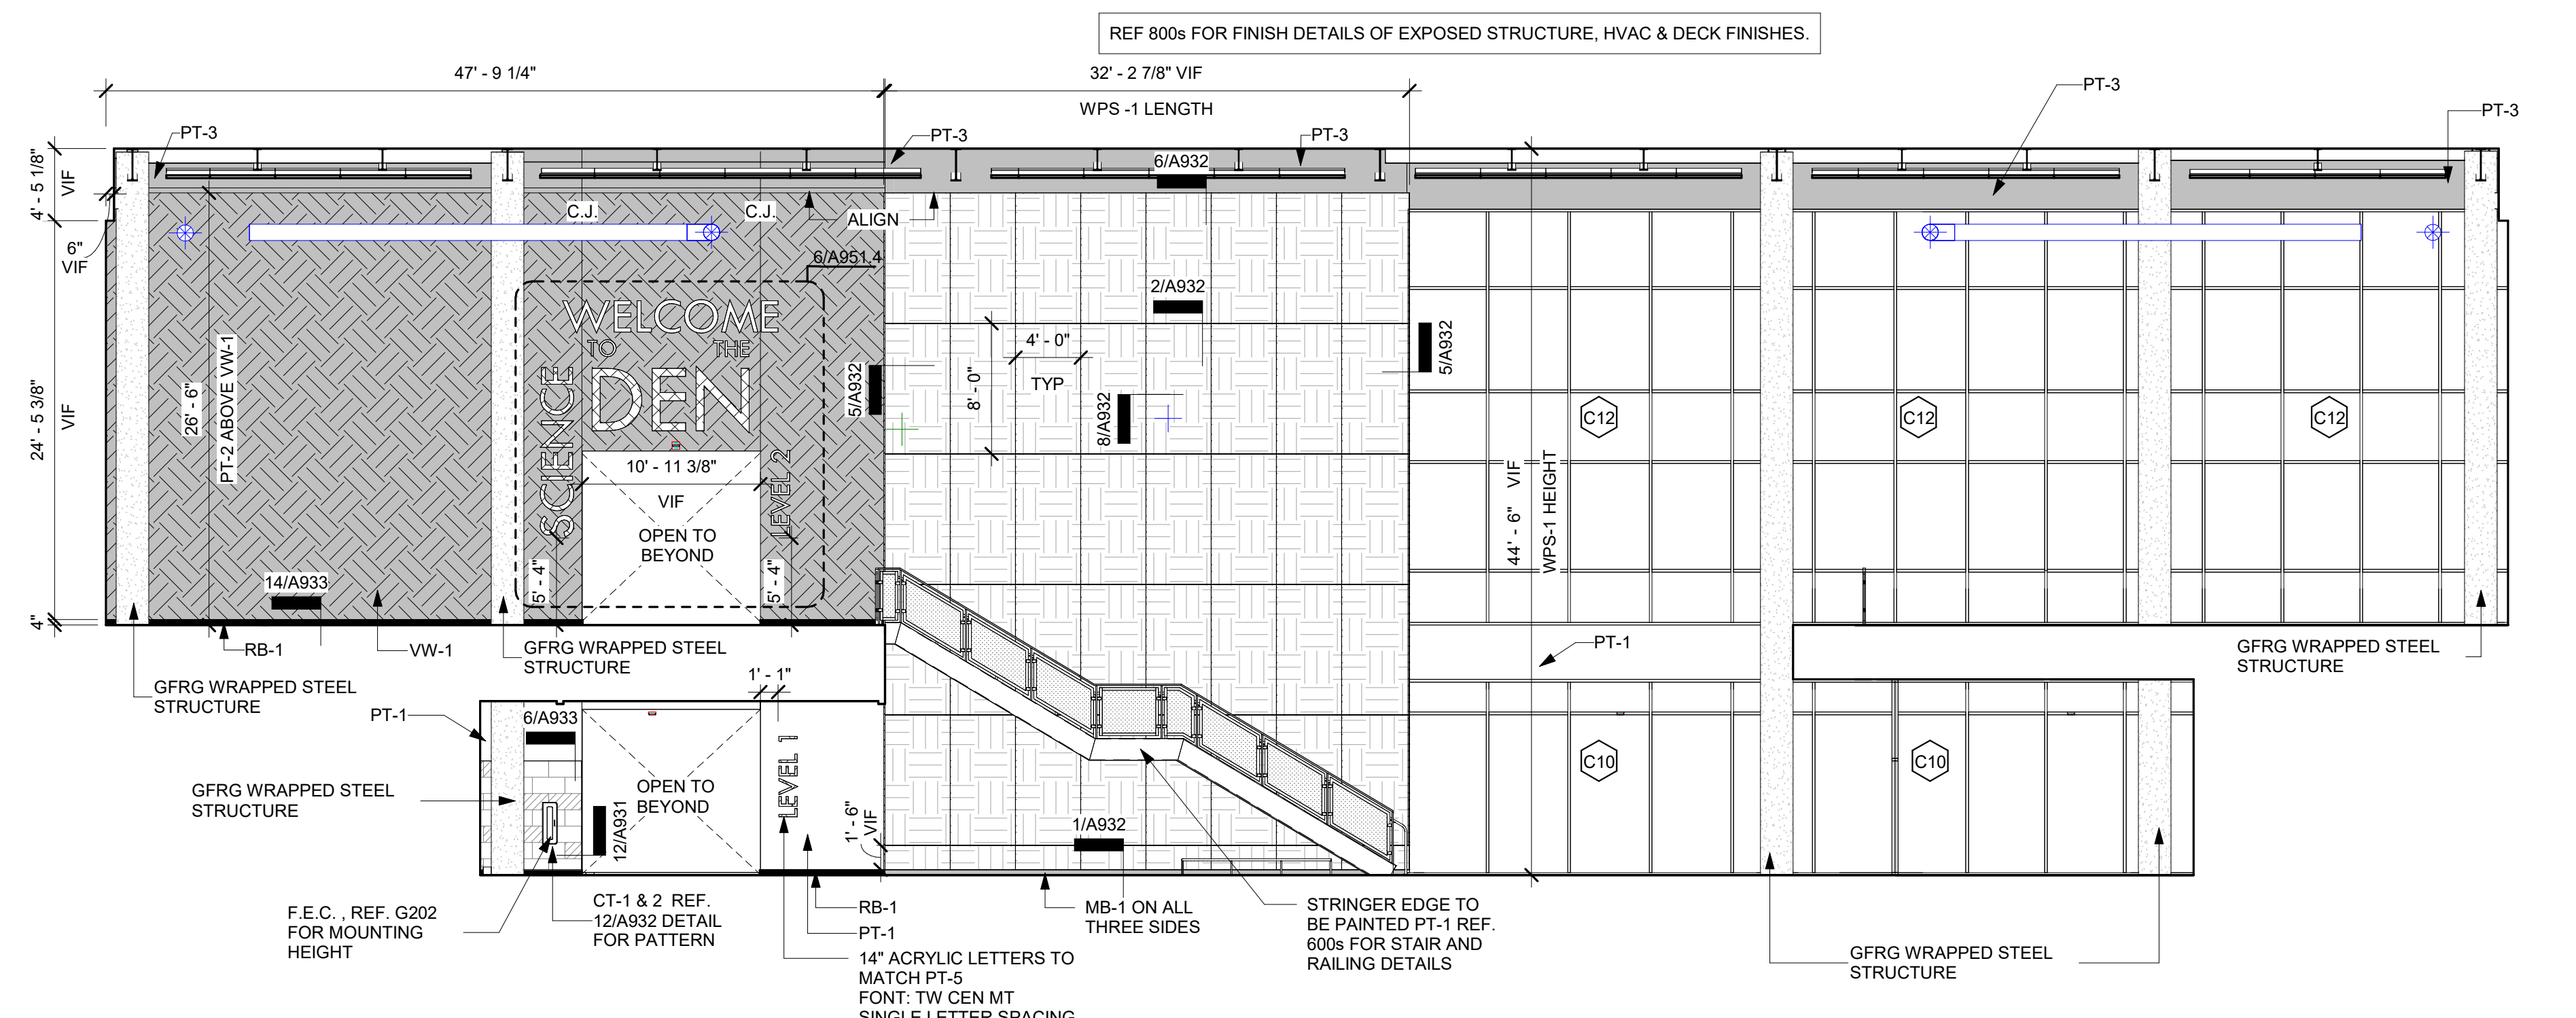 REF 800s FOR FINISH DETAILS OF EXPOSED STRUCTURE, HVAC & DECK FINISHES.
47' - 9 1/4"
32' - 2 7/8" VIF
WPS -1 LENGTH
PT-3
PT-3
PT-3
PT-3
PT-3
4' - 5 1/8"
VIF
6"
VIF
24' - 5 3/8"
VIF
4"
26' - 6"
PT-2 ABOVE VW-1
C.J.
C.J.
ALIGN
6/A951.4
6/A932
2/A932
WELCOME
TO THE
DEN
SCIENCE
LEVEL 2
10' - 11 3/8"
VIF
OPEN TO
BEYOND
5' - 4"
5' - 4"
5/A932
8' - 0"
4' - 0"
TYP
8/A932
5/A932
44' - 6" VIF
WPS-1 HEIGHT
C12
C12
C12
14/A933
RB-1
VW-1
GFRG WRAPPED STEEL
STRUCTURE
GFRG WRAPPED STEEL
STRUCTURE
PT-1
GFRG WRAPPED STEEL
STRUCTURE
1' - 1"
PT-1
6/A933
GFRG WRAPPED STEEL
STRUCTURE
12/A931
OPEN TO
BEYOND
LEVEL 1
1' - 6"
VIF
1/A932
C10
C10
F.E.C. , REF. G202
FOR MOUNTING
HEIGHT
CT-1 & 2 REF.
12/A932 DETAIL
FOR PATTERN
RB-1
PT-1
14" ACRYLIC LETTERS TO
MATCH PT-5
FONT: TW CEN MT
SINGLE LETTER SPACING
MB-1 ON ALL
THREE SIDES
STRINGER EDGE TO
BE PAINTED PT-1 REF.
600s FOR STAIR AND
RAILING DETAILS
GFRG WRAPPED STEEL
STRUCTURE